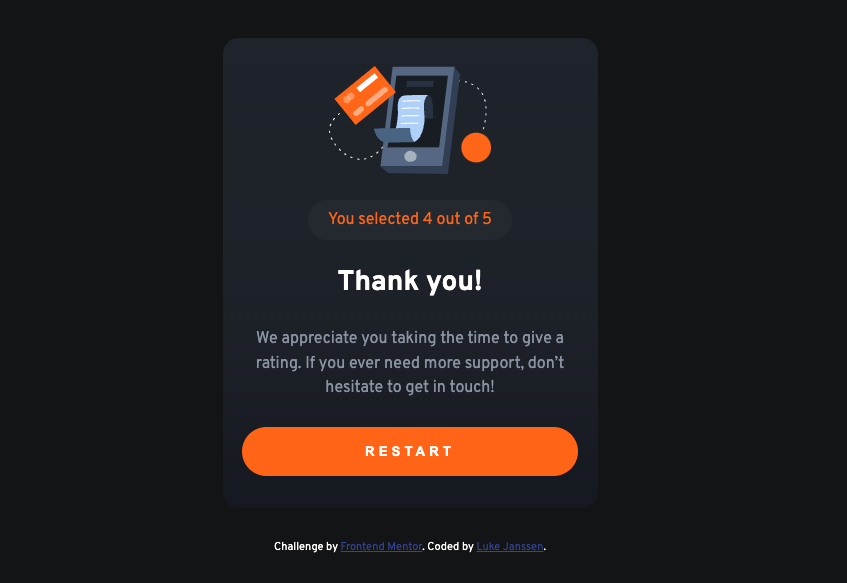 You selected 4 out of 5
Thank you!
We appreciate you taking the time to give a
rating. If you ever need more support, don’t
hesitate to get in touch!
RESTART
Challenge by Frontend Mentor. Coded by Luke Janssen.